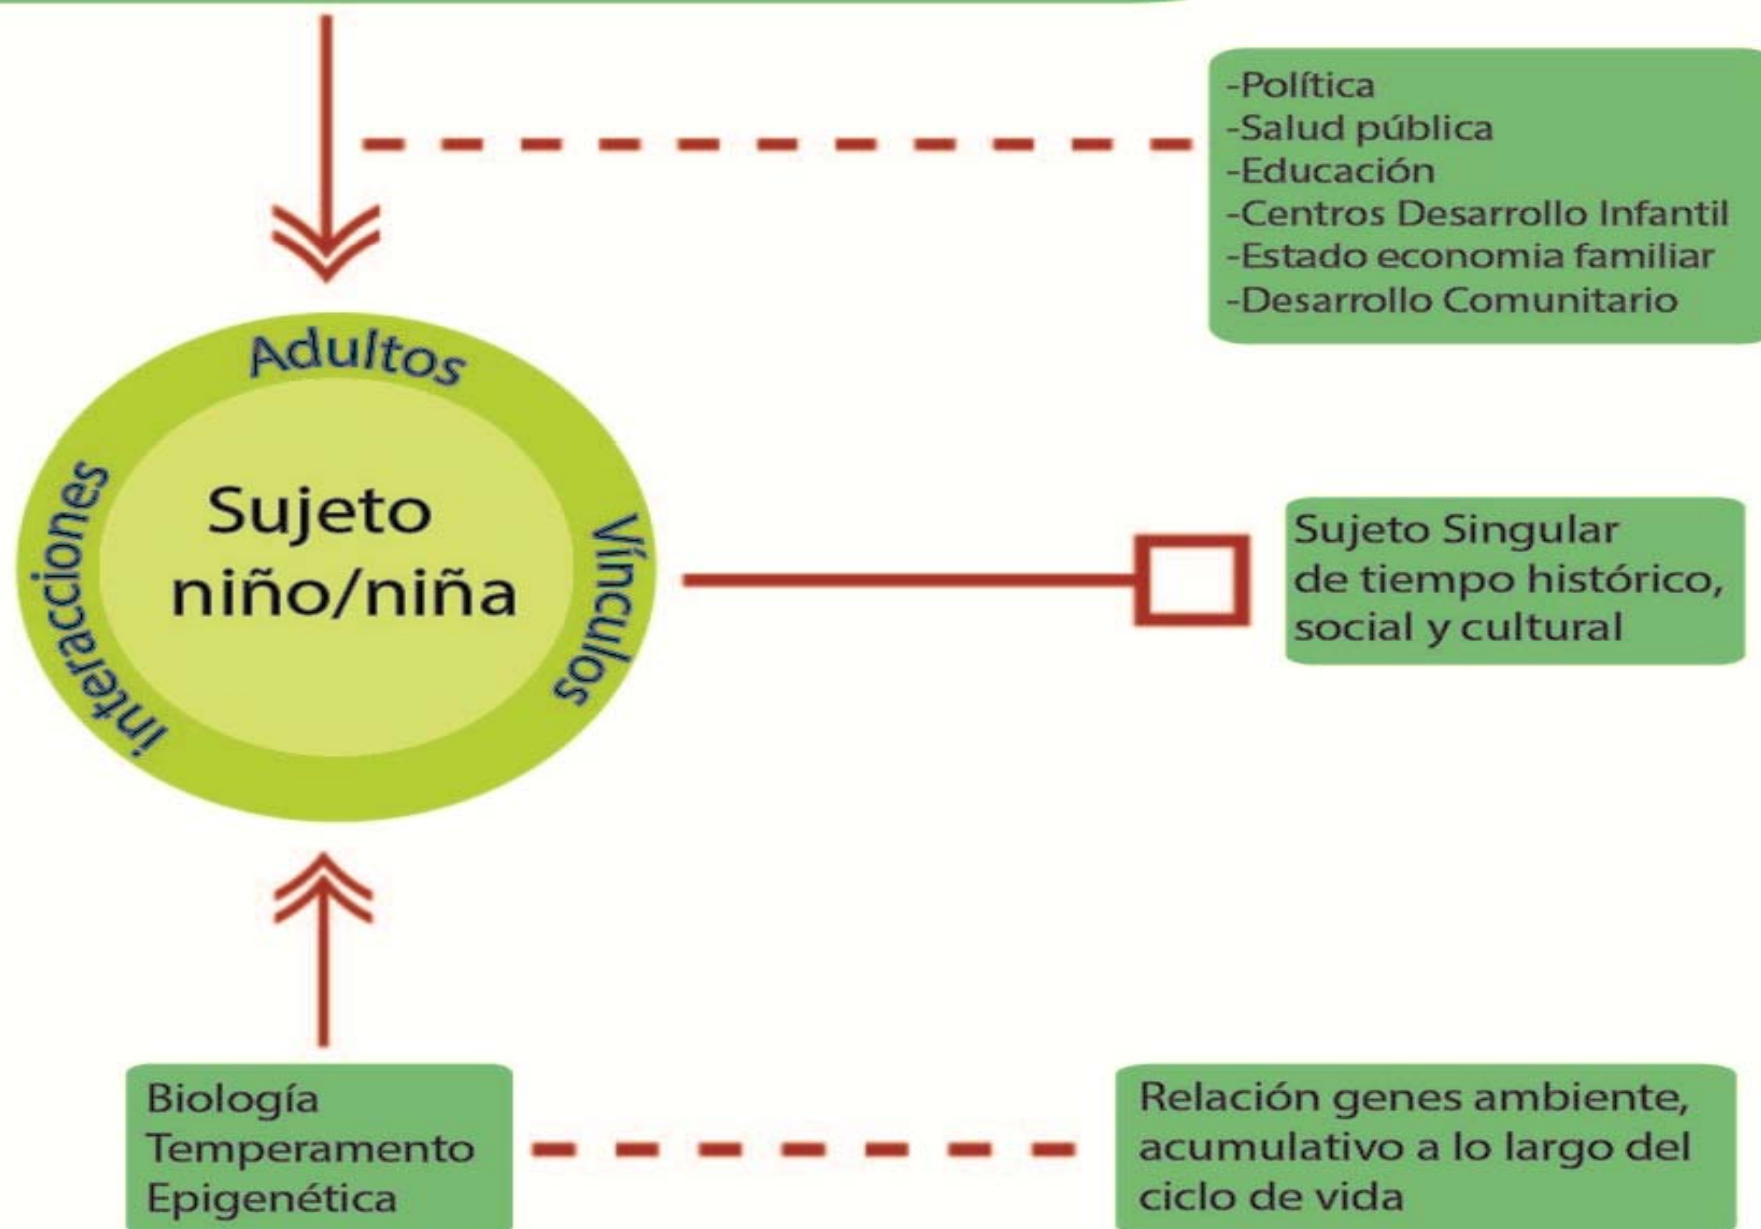 -Política
-Salud pública
-Educación
-Centros Desarrollo Infantil
-Estado economia familiar
-Desarrollo Comunitario
Adultos
interacciones
Vínculos
Sujeto
niño/niña
Sujeto Singular
de tiempo histórico,
social y cultural
Biología
Temperamento
Epigenética
Relación genes ambiente,
acumulativo a lo largo del
ciclo de vida